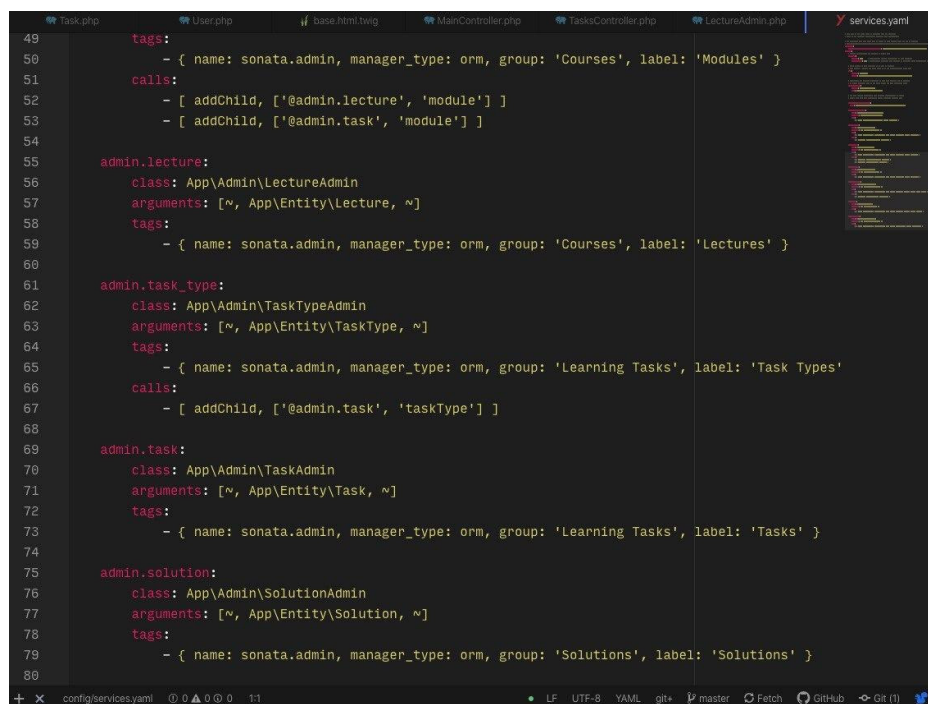 Task.php User.php base.html.twig MainController.php TasksController.php LectureAdmin.php services.yaml
49 tags:
50 - { name: sonata.admin, manager_type: orm, group: 'Courses', label: 'Modules' }
51 calls:
52 - [ addChild, ['@admin.lecture', 'module'] ]
53 - [ addChild, ['@admin.task', 'module'] ]
54
55 admin.lecture:
56 class: App\Admin\LectureAdmin
57 arguments: [~, App\Entity\Lecture, ~]
58 tags:
59 - { name: sonata.admin, manager_type: orm, group: 'Courses', label: 'Lectures' }
60
61 admin.task_type:
62 class: App\Admin\TaskTypeAdmin
63 arguments: [~, App\Entity\TaskType, ~]
64 tags:
65 - { name: sonata.admin, manager_type: orm, group: 'Learning Tasks', label: 'Task Types'
66 calls:
67 - [ addChild, ['@admin.task', 'taskType'] ]
68
69 admin.task:
70 class: App\Admin\TaskAdmin
71 arguments: [~, App\Entity\Task, ~]
72 tags:
73 - { name: sonata.admin, manager_type: orm, group: 'Learning Tasks', label: 'Tasks' }
74
75 admin.solution:
76 class: App\Admin\SolutionAdmin
77 arguments: [~, App\Entity\Solution, ~]
78 tags:
79 - { name: sonata.admin, manager_type: orm, group: 'Solutions', label: 'Solutions' }
80
config/services.yaml 0 0 0 1:1 LF UTF-8 YAML git+ master Fetch GitHub Git (1)